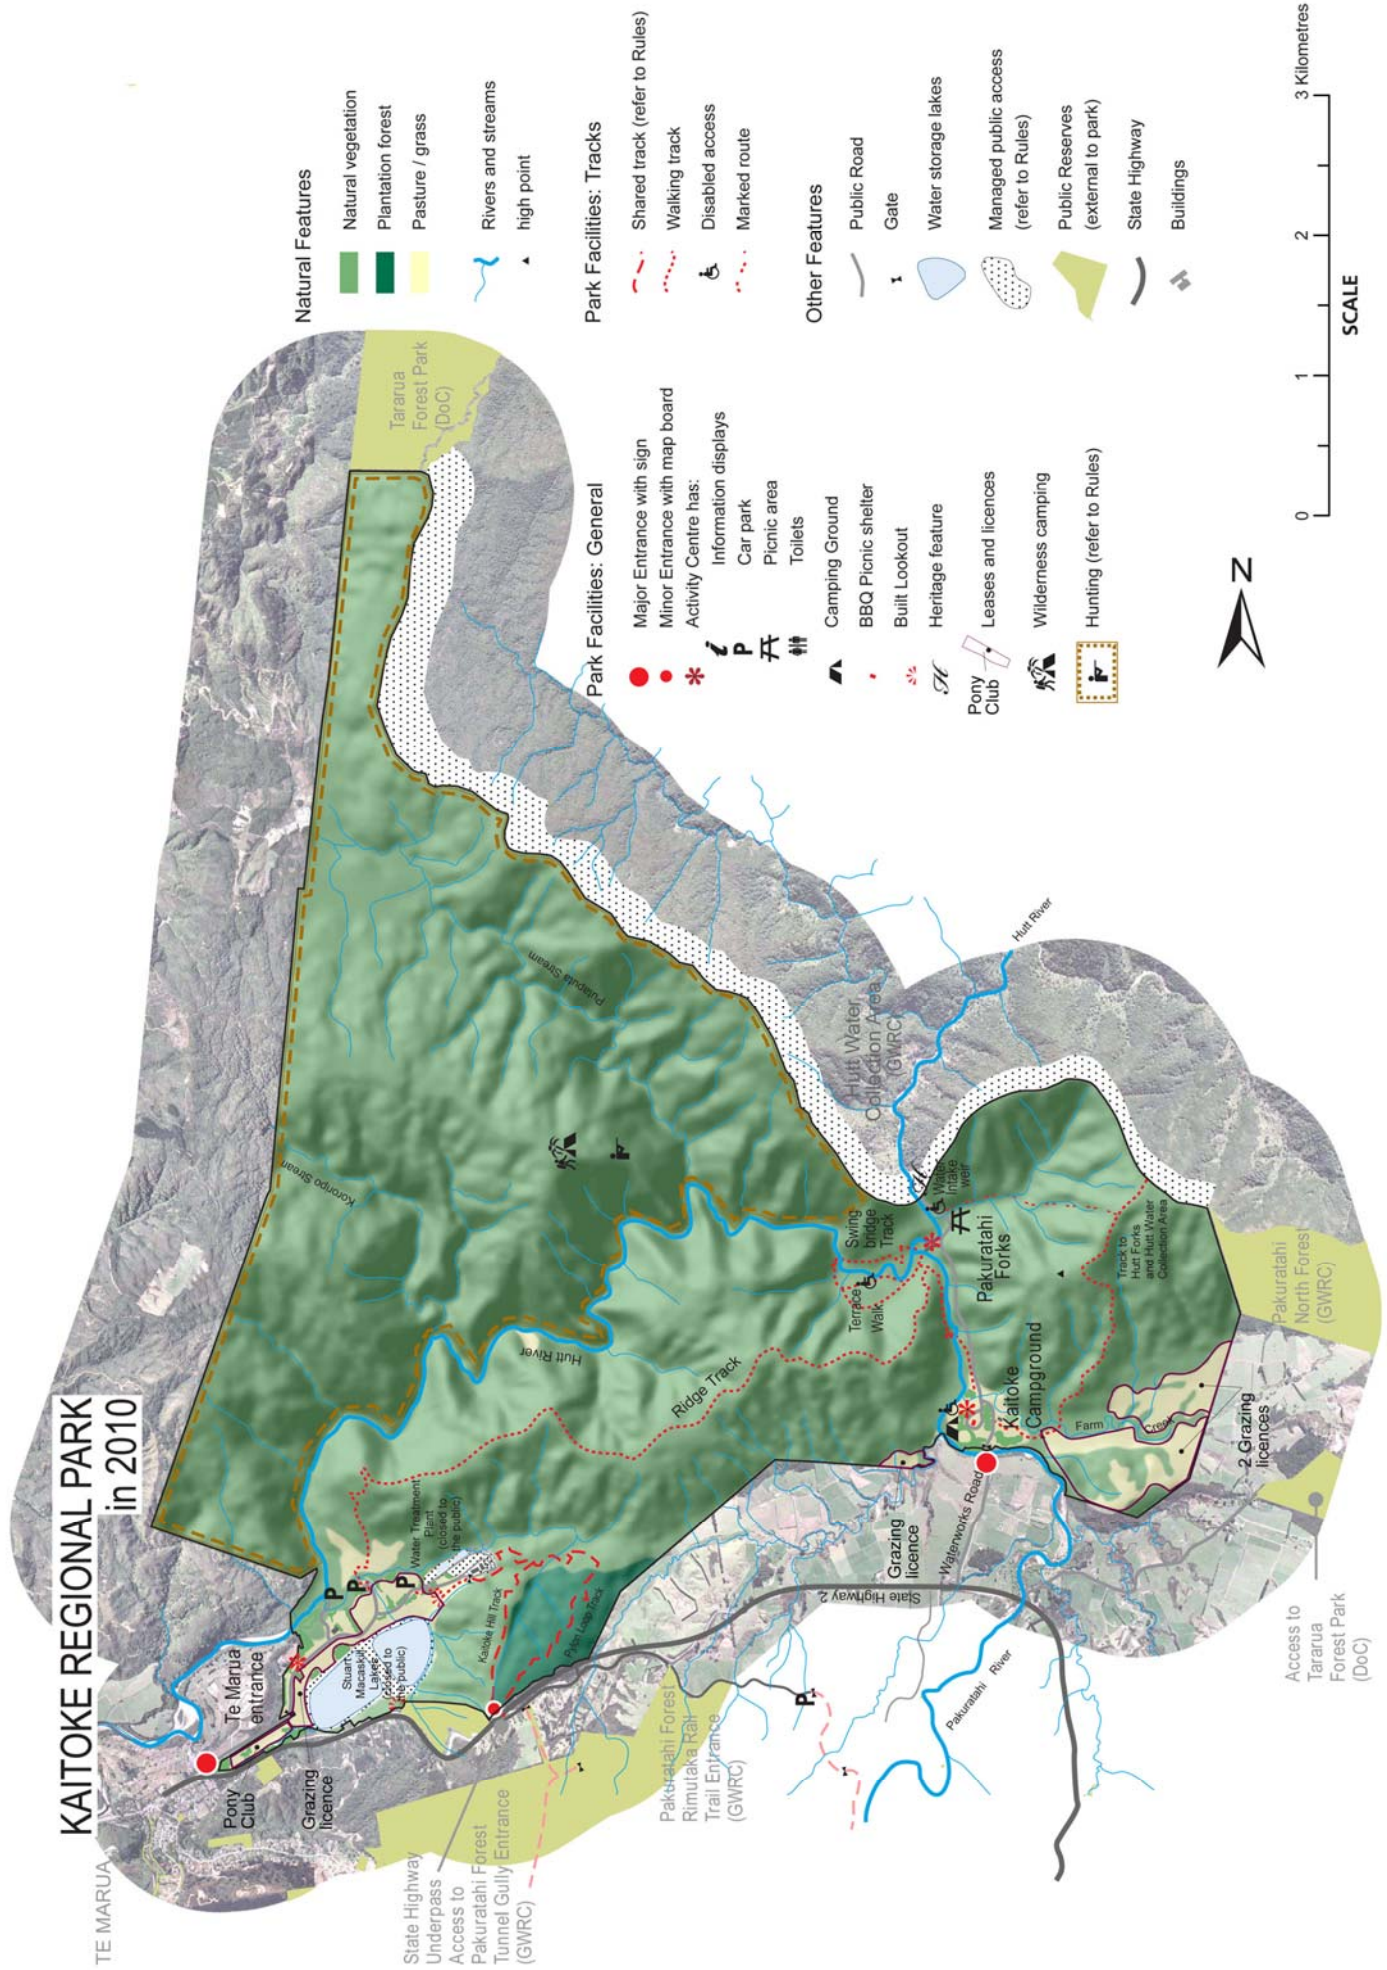 KAITOKE REGIONAL PARK
in 2010
TE MARUA
Te Marua
entrance
Pony
Club
Grazing
licence
Stuart
Macaskill
Lakes
(closed to
the public)
P
P
P
Water Treatment
Plant
(closed to
the public)
Kaitoke Hill Track
Pylon Loop Track
State Highway
Underpass
Access to
Pakuratahi Forest
Tunnel Gully Entrance
(GWRC)
Pakuratahi Forest
Rimutaka Rail
Trail Entrance
(GWRC)
P
State Highway 2
Waterworks Road
Grazing
licence
Pakuratahi
River
Kororipo Stream
Putaputa Stream
Hutt River
Ridge Track
Terrace
Walk
Swing
bridge
Track
H
Water
Intake
weir
Pakuratahi
Forks
Kaitoke
Campground
Farm
Creek
2 Grazing
licences
Track to
Hutt Forks
and Hutt Water
Collection Area
Hutt Water
Collection Area
(GWRC)
Hutt River
Tararua
Forest Park
(DoC)
Pakuratahi
North Forest
(GWRC)
Access to
Tararua
Forest Park
(DoC)
Natural Features
Natural vegetation
Plantation forest
Pasture / grass
Rivers and streams
high point
Park Facilities: Tracks
Shared track (refer to Rules)
Walking track
Disabled access
Marked route
Other Features
Public Road
Gate
Water storage lakes
Managed public access
(refer to Rules)
Public Reserves
(external to park)
State Highway
Buildings
Park Facilities: General
Major Entrance with sign
Minor Entrance with map board
Activity Centre has:
i Information displays
P Car park
Picnic area
Toilets
Camping Ground
BBQ Picnic shelter
Built Lookout
H Heritage feature
Pony
Club
Leases and licences
Wilderness camping
Hunting (refer to Rules)
N
0 1 2 3 Kilometres
SCALE